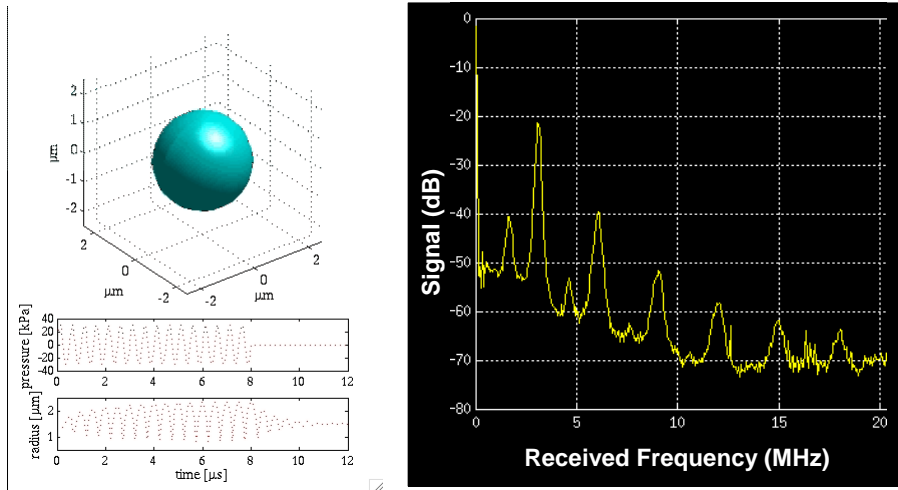 2
1
0
-1
-2
μm
2
0
-2
μm
-2
0
2
μm
40
20
0
-20
-40
pressure [kPa]
0 2 4 6 8 10 12
2
1
radius [μm]
0 2 4 6 8 10 12
time [μs]
0
-10
-20
-30
-40
-50
-60
-70
-80
Signal (dB)
0 5 10 15 20
Received Frequency (MHz)